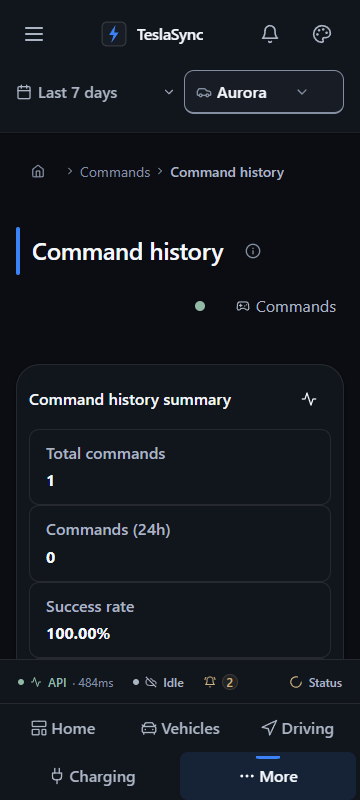 TeslaSync
Last 7 days
Aurora
Commands
Command history
Command history
Commands
Command history summary
Total commands
1
Commands (24h)
0
Success rate
100.00%
API · 484ms
Idle
2
Status
Home
Vehicles
Driving
Charging
More